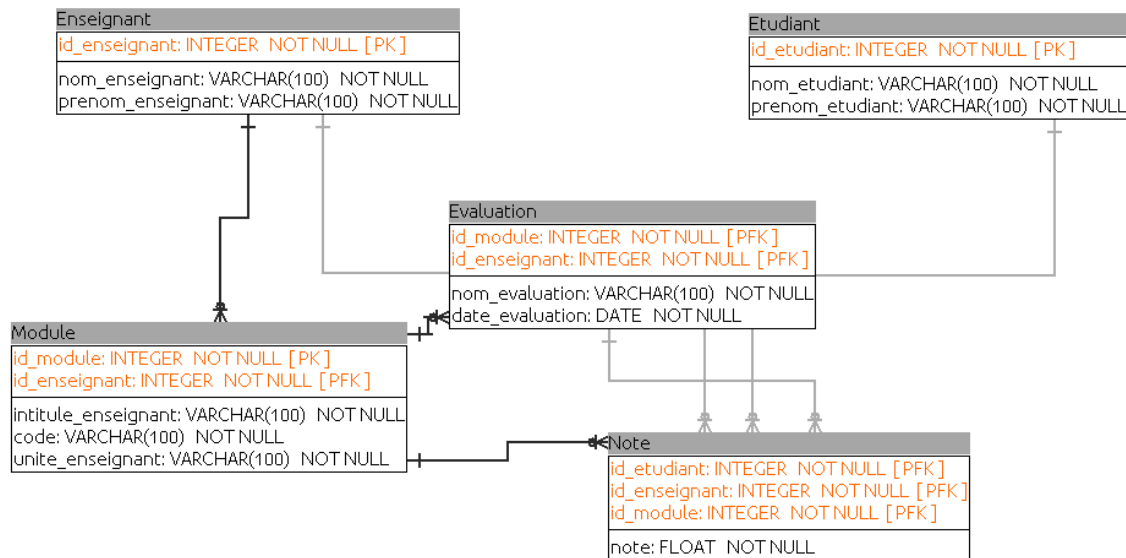 Enseignant
id_enseignant: INTEGER NOT NULL [ PK ]
nom_enseignant: VARCHAR(100) NOT NULL
prenom_enseignant: VARCHAR(100) NOT NULL
Etudiant
id_etudiant: INTEGER NOT NULL [ PK ]
nom_etudiant: VARCHAR(100) NOT NULL
prenom_etudiant: VARCHAR(100) NOT NULL
Evaluation
id_module: INTEGER NOT NULL [ PFK ]
id_enseignant: INTEGER NOT NULL [ PFK ]
nom_evaluation: VARCHAR(100) NOT NULL
date_evaluation: DATE NOT NULL
Module
id_module: INTEGER NOT NULL [ PK ]
id_enseignant: INTEGER NOT NULL [ PFK ]
intitule_enseignant: VARCHAR(100) NOT NULL
code: VARCHAR(100) NOT NULL
unite_enseignant: VARCHAR(100) NOT NULL
Note
id_etudiant: INTEGER NOT NULL [ PFK ]
id_enseignant: INTEGER NOT NULL [ PFK ]
id_module: INTEGER NOT NULL [ PFK ]
note: FLOAT NOT NULL